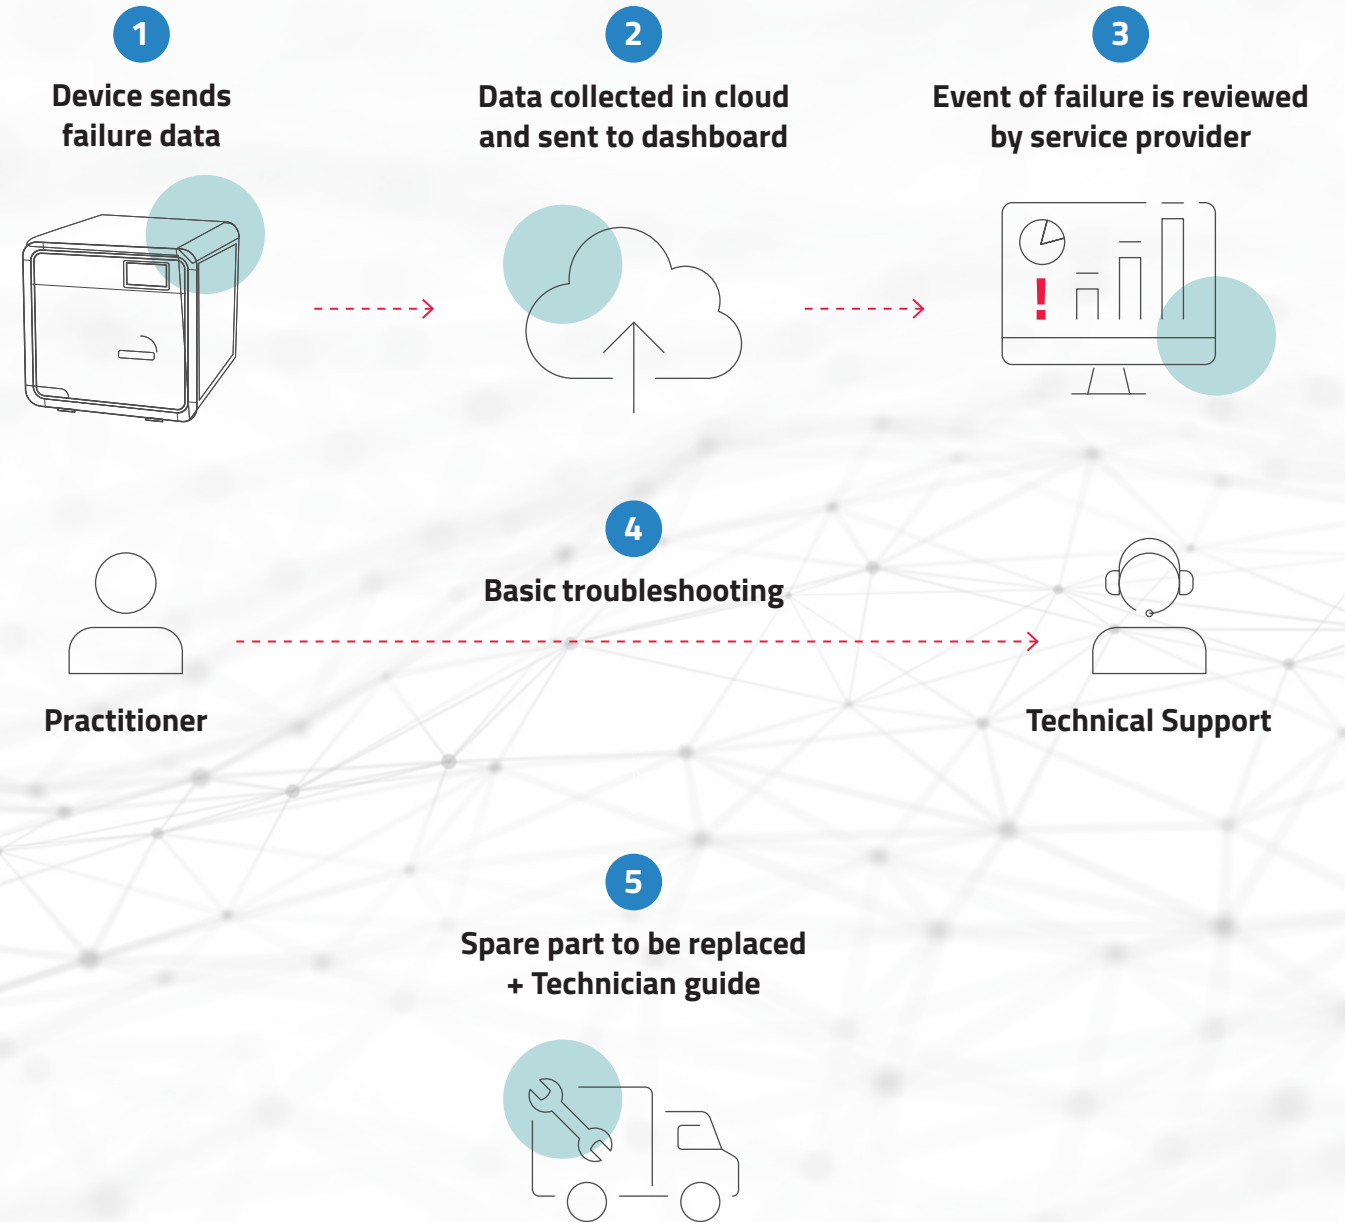 1
Device sends
failure data
2
Data collected in cloud
and sent to dashboard
3
Event of failure is reviewed
by service provider
!
4
Basic troubleshooting
Practitioner
Technical Support
5
Spare part to be replaced
+ Technician guide